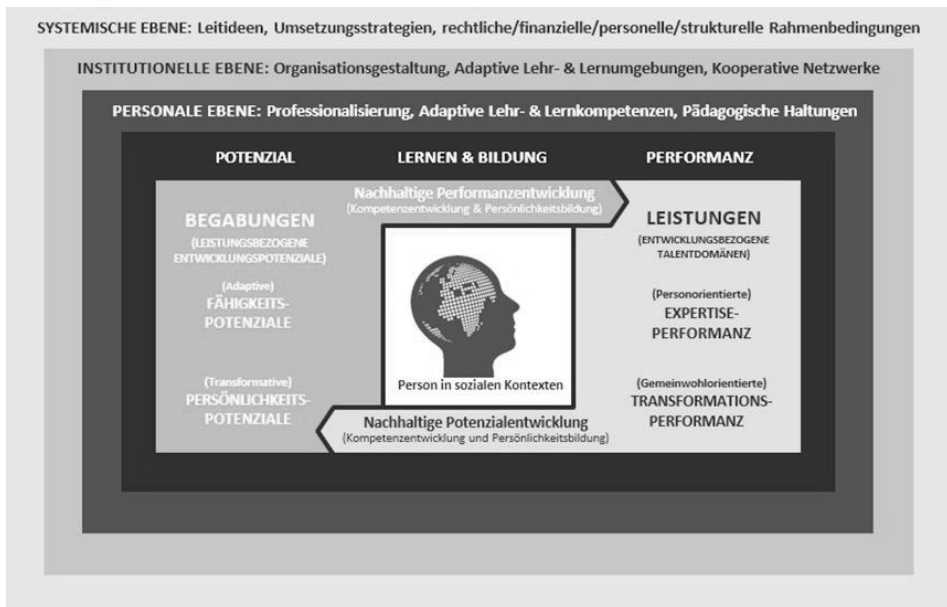 SYSTEMISCHE EBENE: Leitideen, Umsetzungsstrategien, rechtliche/finanzielle/personelle/strukturelle Rahmenbedingungen
INSTITUTIONELLE EBENE: Organisationsgestaltung, Adaptive Lehr- & Lernumgebungen, Kooperative Netzwerke
PERSONALE EBENE: Professionalisierung, Adaptive Lehr- & Lernkompetenzen, Pädagogische Haltungen
POTENZIAL
LERNEN & BILDUNG
PERFORMANZ
Nachhaltige Performanzentwicklung
(Kompetenzentwicklung & Persönlichkeitsbildung)
BEGABUNGEN
(LEISTUNGSBEZOGENE
ENTWICKLUNGSPOTENZIALE)
(Adaptive)
FÄHIGKEITS-
POTENZIALE
(Transformative)
PERSÖNLICHKEITS-
POTENZIALE
Person in sozialen Kontexten
LEISTUNGEN
(ENTWICKLUNGSBEZOGENE
TALENTDOMÄNEN)
(Personorientierte)
EXPERTISE-
PERFORMANZ
(Gemeinwohlorientierte)
TRANSFORMATIONS-
PERFORMANZ
Nachhaltige Potenzialentwicklung
(Kompetenzentwicklung und Persönlichkeitsbildung)